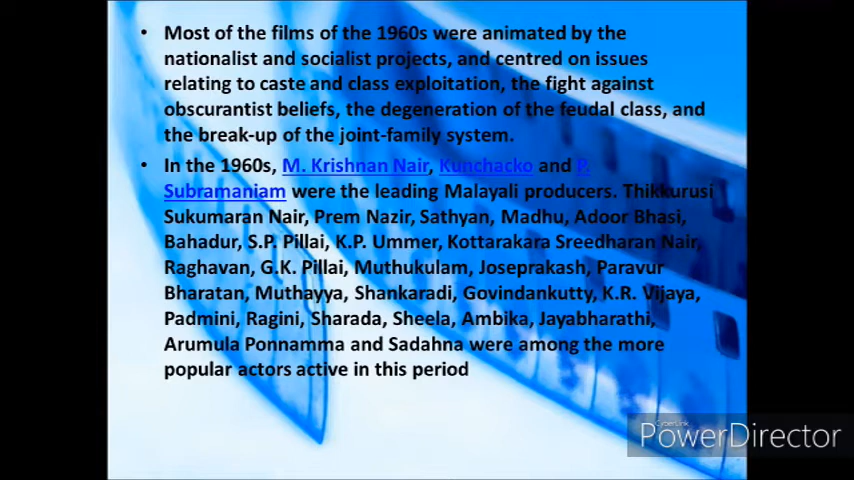 • Most of the films of the 1960s were animated by the
nationalist and socialist projects, and centred on issues
relating to caste and class exploitation, the fight against
obscurantist beliefs, the degeneration of the feudal class, and
the break-up of the joint-family system.
• In the 1960s, M. Krishnan Nair, Kunchacko and P.
Subramaniam were the leading Malayali producers. Thikkurusi
Sukumaran Nair, Prem Nazir, Sathyan, Madhu, Adoor Bhasi,
Bahadur, S.P. Pillai, K.P. Ummer, Kottarakara Sreedharan Nair,
Raghavan, G.K. Pillai, Muthukulam, Joseprakash, Paravur
Bharatan, Muthayya, Shankaradi, Govindankutty, K.R. Vijaya,
Padmini, Ragini, Sharada, Sheela, Ambika, Jayabharathi,
Arumula Ponnamma and Sadahna were among the more
popular actors active in this period
CyberLink
PowerDirector